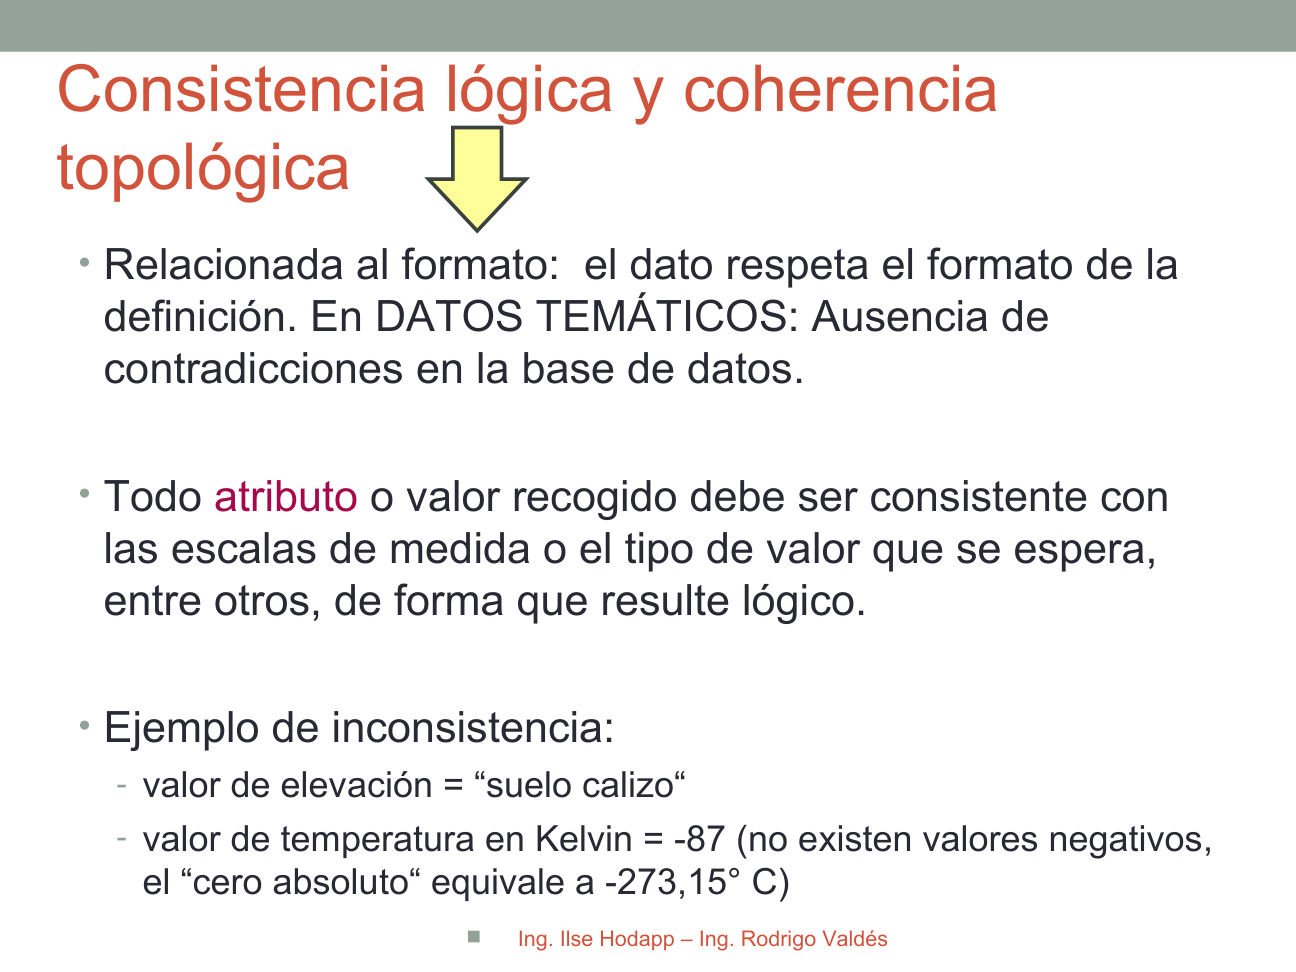 Consistencia lógica y coherencia
topológica
• Relacionada al formato:  el dato respeta el formato de la
definición. En DATOS TEMÁTICOS: Ausencia de
contradicciones en la base de datos.
• Todo atributo o valor recogido debe ser consistente con
las escalas de medida o el tipo de valor que se espera,
entre otros, de forma que resulte lógico.
• Ejemplo de inconsistencia:
- valor de elevación = “suelo calizo“
- valor de temperatura en Kelvin = -87 (no existen valores negativos,
el “cero absoluto“ equivale a -273,15° C)
■ Ing. Ilse Hodapp – Ing. Rodrigo Valdés